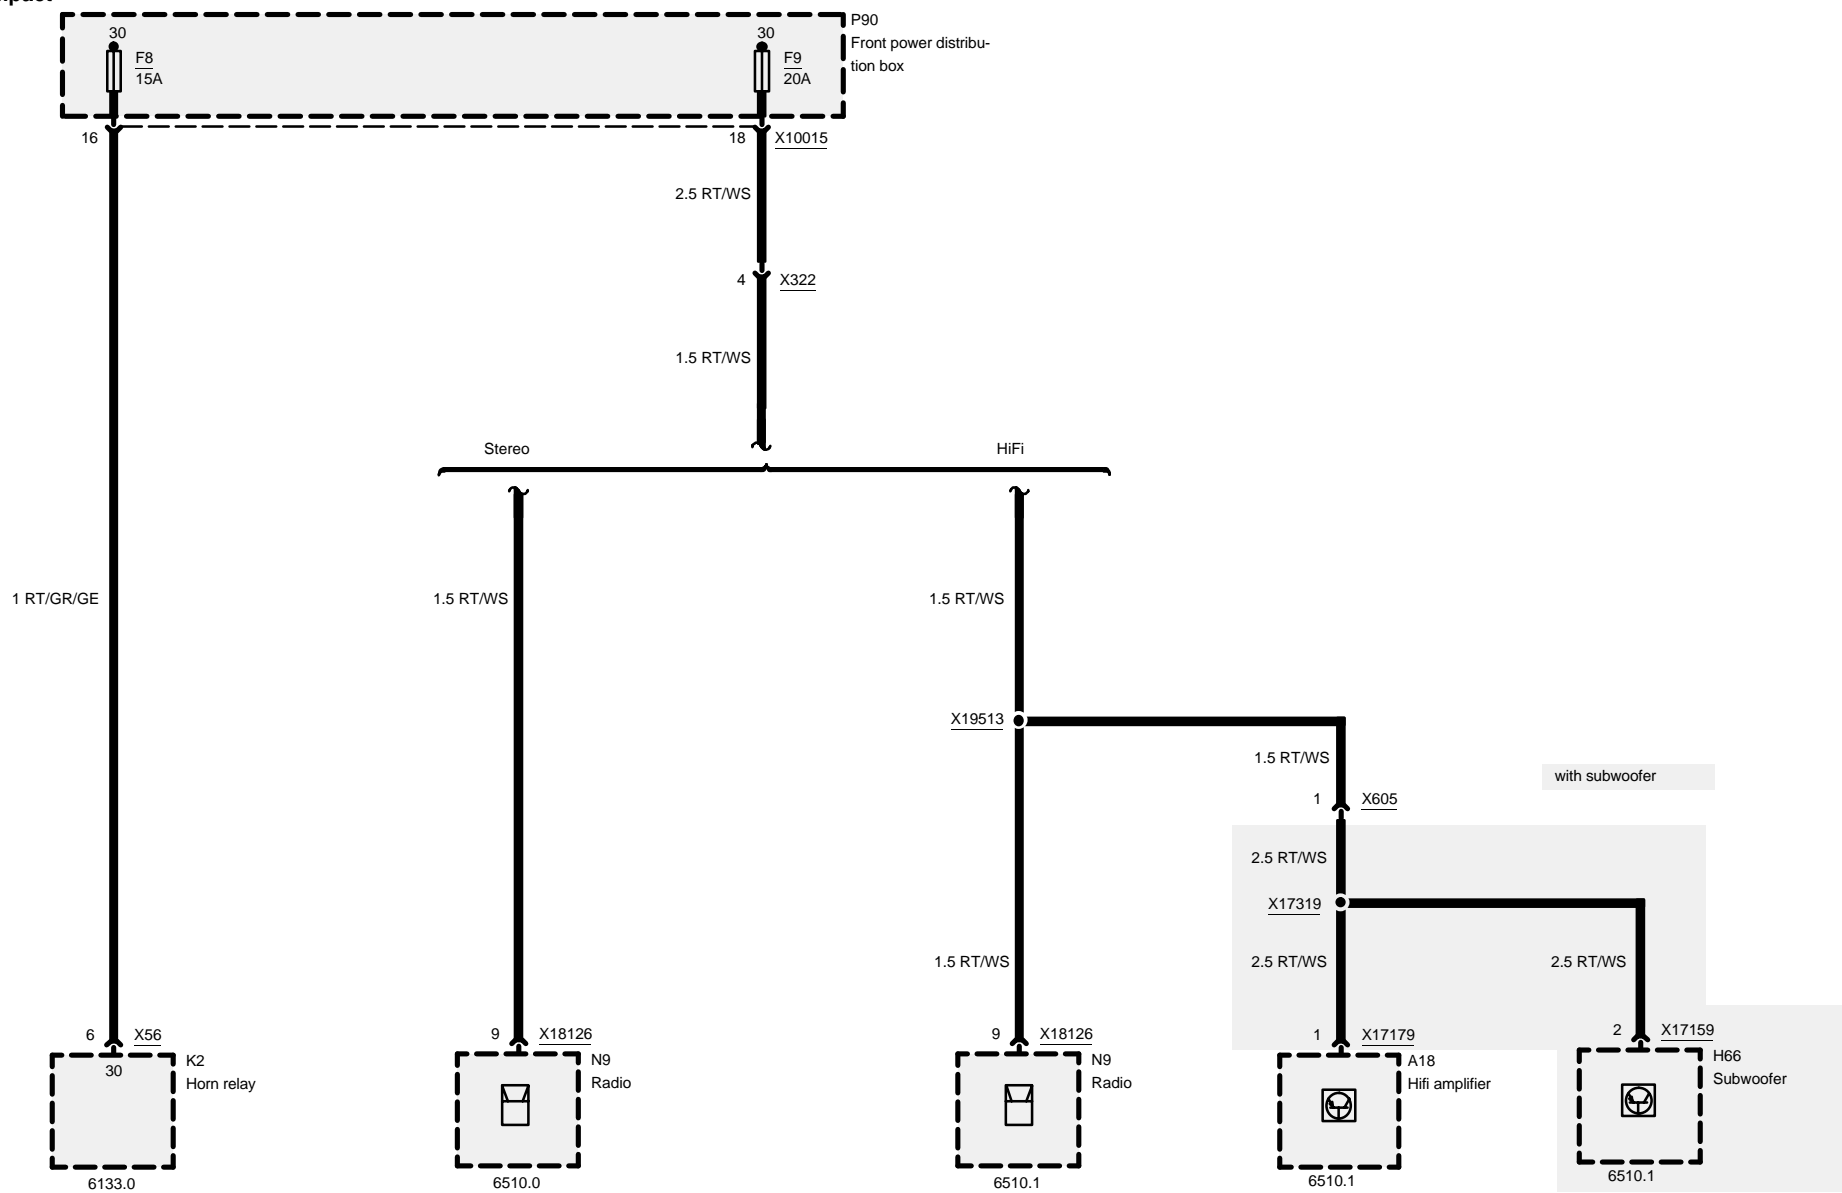 30
F8
15A
30
F9
20A
P90
Front power distribu-
tion box
16
18
X10015
2.5 RT/WS
4
X322
1.5 RT/WS
Stereo
HiFi
1 RT/GR/GE
1.5 RT/WS
1.5 RT/WS
X19513
1.5 RT/WS
with subwoofer
1
X605
2.5 RT/WS
X17319
1.5 RT/WS
2.5 RT/WS
2.5 RT/WS
6
X56
9
X18126
9
X18126
1
X17179
2
X17159
30
K2
Horn relay
N9
Radio
N9
Radio
A18
Hifi amplifier
H66
Subwoofer
6133.0
6510.0
6510.1
6510.1
6510.1